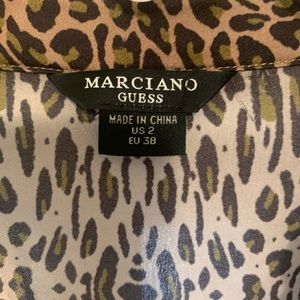 MARCIANO
GUESS
MADE IN CHINA
US 2
EU 38